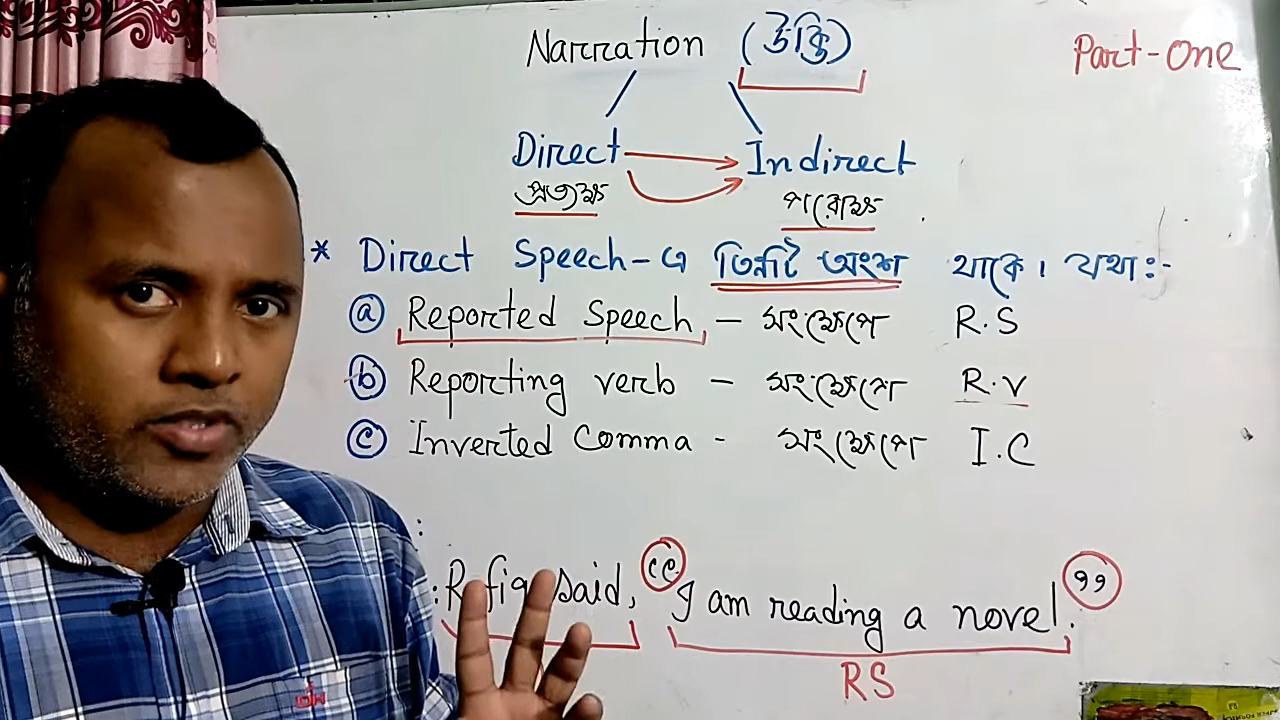 Narration (উক্তি) Part-One
Direct Indirect
প্রত্যক্ষ পরোক্ষ
* Direct Speech-এ তিনটি অংশ থাকে। যথাঃ-
ⓐ Reported Speech - সংক্ষেপে R.S
ⓑ Reporting verb - সংক্ষেপে R.V
ⓒ Inverted Comma - সংক্ষেপে I.C
: Rafiq said, “I am reading a novel.”
RS